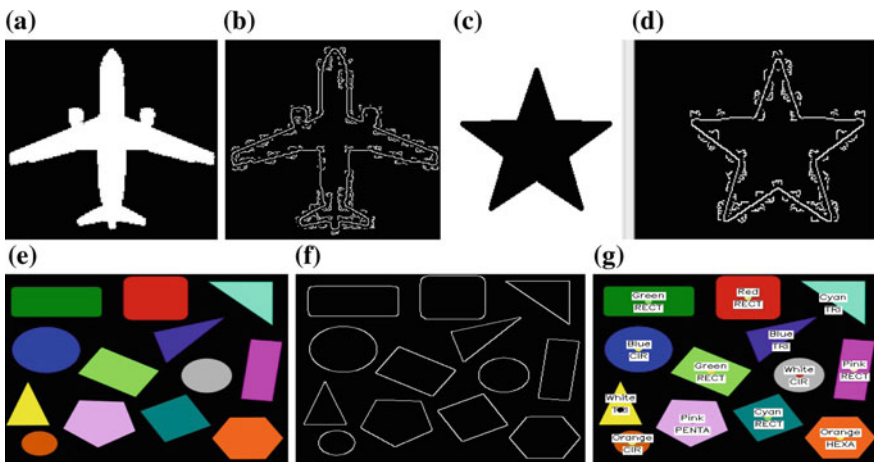 (a) (b) (c) (d)
(e) (f) (g)
Green
RECT
Red
RECT
Cyan
TRI
Blue
CIR
Blue
TRI
Green
RECT
White
CIR
Pink
RECT
White
TRI
Pink
PENTA
Cyan
RECT
Orange
CIR
Orange
HEXA